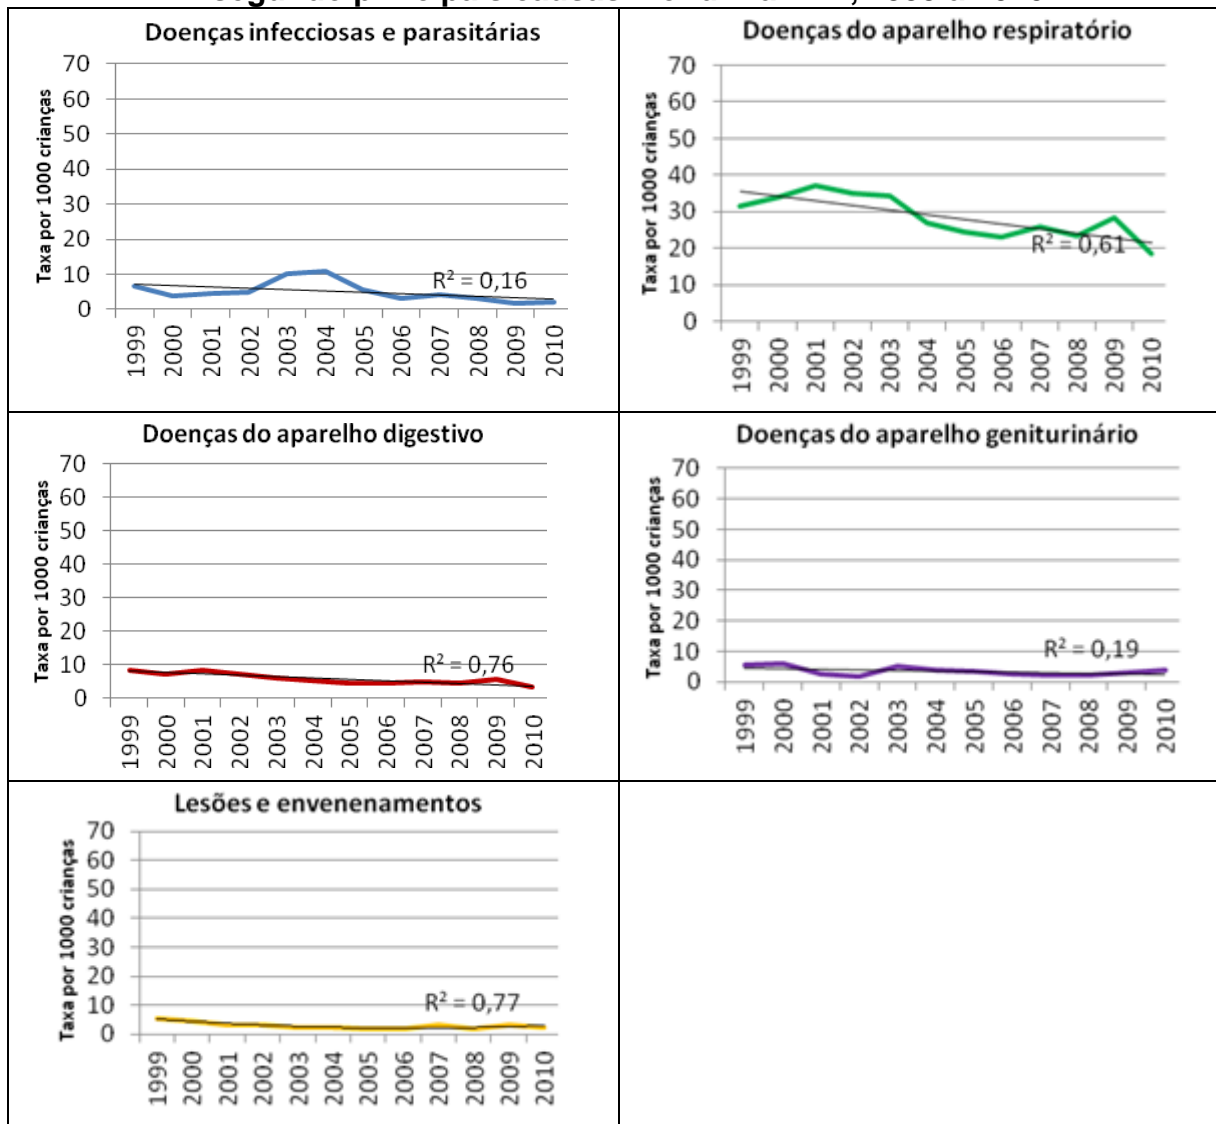 Doenças infecciosas e parasitárias
Taxa por 1000 crianças
70
60
50
40
30
20
10
0
R² = 0,16
1999 2000 2001 2002 2003 2004 2005 2006 2007 2008 2009 2010
Doenças do aparelho respiratório
Taxa por 1000 crianças
70
60
50
40
30
20
10
0
R² = 0,61
1999 2000 2001 2002 2003 2004 2005 2006 2007 2008 2009 2010
Doenças do aparelho digestivo
Taxa por 1000 crianças
70
60
50
40
30
20
10
0
R² = 0,76
1999 2000 2001 2002 2003 2004 2005 2006 2007 2008 2009 2010
Doenças do aparelho geniturinário
Taxa por 1000 crianças
70
60
50
40
30
20
10
0
R² = 0,19
1999 2000 2001 2002 2003 2004 2005 2006 2007 2008 2009 2010
Lesões e envenenamentos
Taxa por 1000 crianças
70
60
50
40
30
20
10
0
R² = 0,77
1999 2000 2001 2002 2003 2004 2005 2006 2007 2008 2009 2010